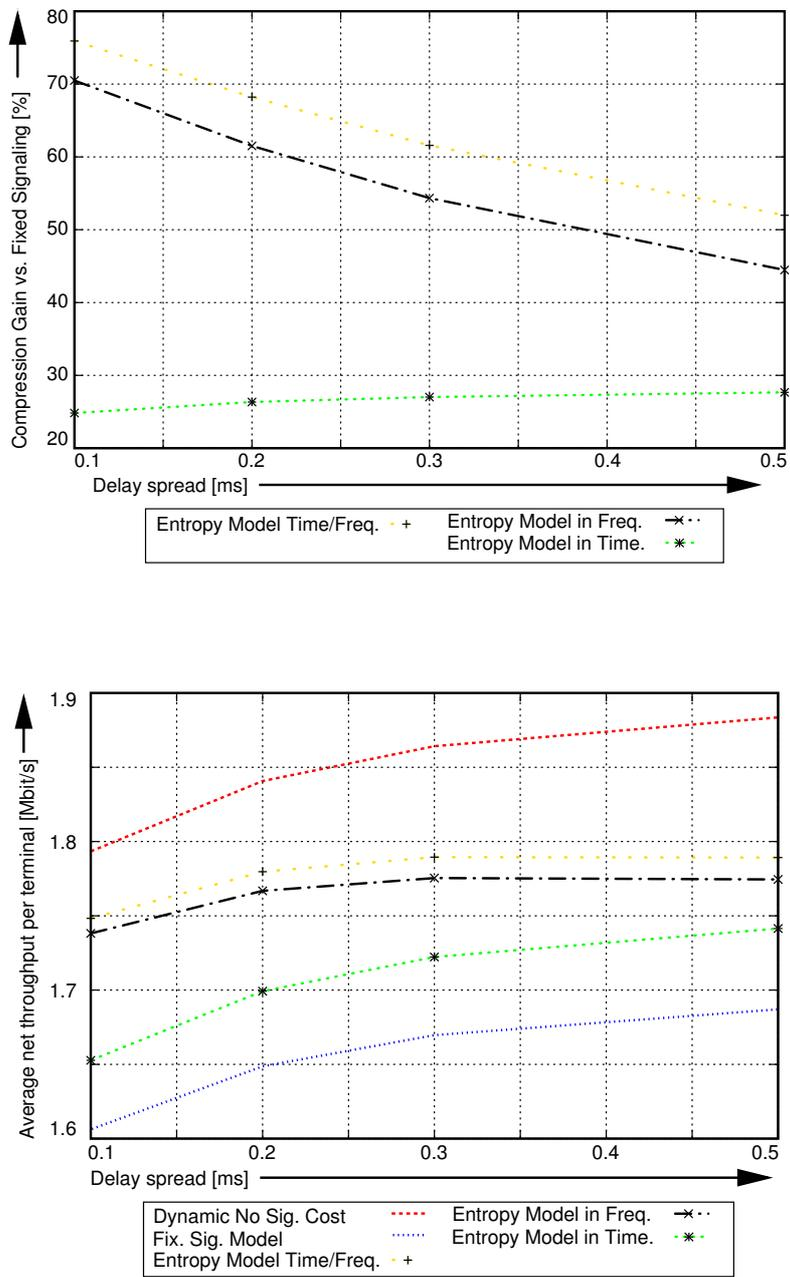 80
70
60
50
40
30
20
Compression Gain vs. Fixed Signaling [%]
0.1 0.2 0.3 0.4 0.5
Delay spread [ms]
Entropy Model Time/Freq. Entropy Model in Freq.
Entropy Model in Time.
1.9
1.8
1.7
1.6
Average net throughput per terminal [Mbit/s]
0.1 0.2 0.3 0.4 0.5
Delay spread [ms]
Dynamic No Sig. Cost Entropy Model in Freq.
Fix. Sig. Model Entropy Model in Time.
Entropy Model Time/Freq.